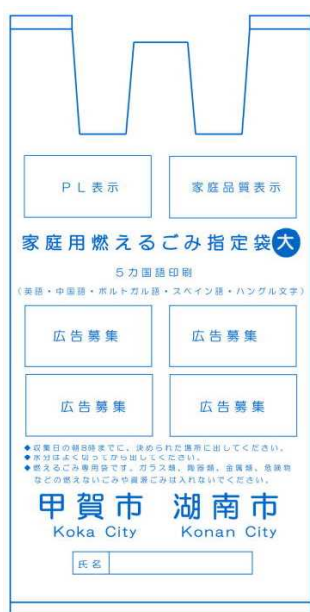 PL表示 家庭品質表示
家庭用燃えるごみ指定袋 大
5カ国語印刷
（英語・中国語・ポルトガル語・スペイン語・ハングル文字）
広告募集 広告募集
広告募集 広告募集
◆収集日の朝8時までに、決められた場所に出してください。
◆水分はよく切ってから出してください。
◆燃えるごみ専用袋です。ガラス類、陶器類、金属類、危険物
などの燃えないごみや資源ごみは入れないでください。
甲賀市 湖南市
Koka City Konan City
氏名